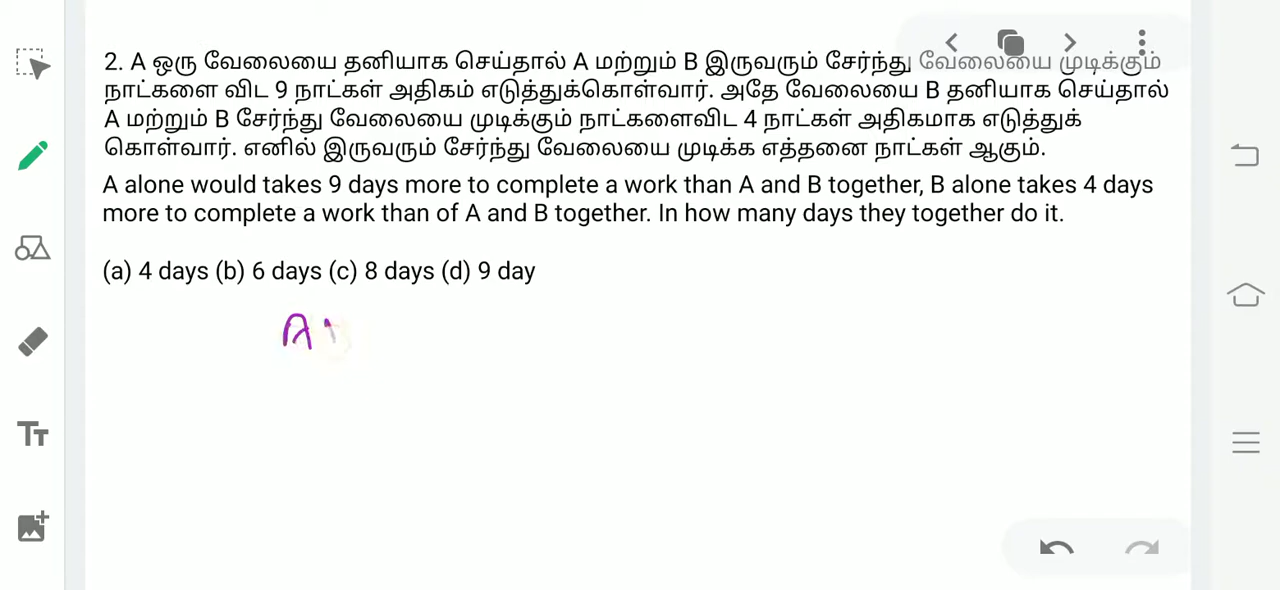 2. A ஒரு வேலையை தனியாக செய்தால் A மற்றும் B இருவரும் சேர்ந்து வேலையை முடிக்கும்
நாட்களை விட 9 நாட்கள் அதிகம் எடுத்துக்கொள்வார். அதே வேலையை B தனியாக செய்தால்
A மற்றும் B சேர்ந்து வேலையை முடிக்கும் நாட்களைவிட 4 நாட்கள் அதிகமாக எடுத்துக்
கொள்வார். எனில் இருவரும் சேர்ந்து வேலையை முடிக்க எத்தனை நாட்கள் ஆகும்.
A alone would takes 9 days more to complete a work than A and B together, B alone takes 4 days
more to complete a work than of A and B together. In how many days they together do it.
(a) 4 days (b) 6 days (c) 8 days (d) 9 day
A
TT